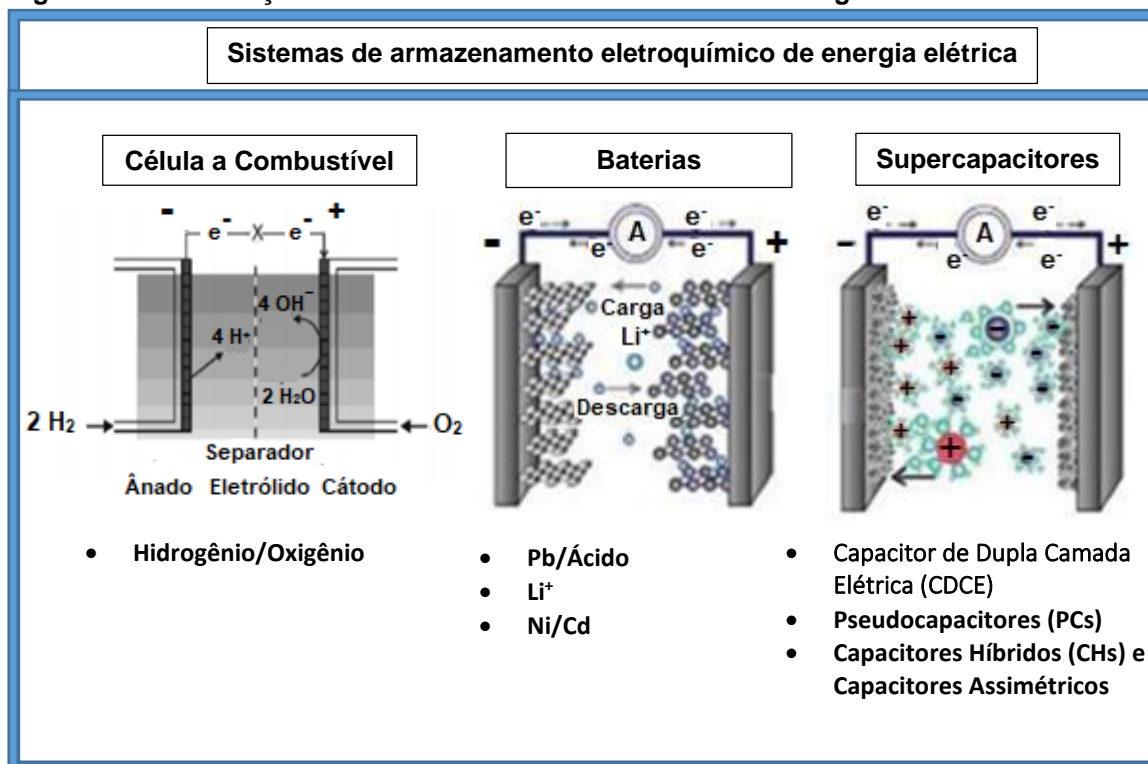 Sistemas de armazenamento eletroquímico de energia elétrica
Célula a Combustível
- +
e⁻ X e⁻
4 OH⁻
4 H⁺
2 H₂O
2 H₂
O₂
Separador
Ânado Eletrólido Cátodo
• Hidrogênio/Oxigênio
Baterias
e⁻ A e⁻
- e⁻ e⁻ +
Carga
Li⁺
Descarga
• Pb/Ácido
• Li⁺
• Ni/Cd
Supercapacitores
e⁻ A e⁻
- e⁻ e⁻ +
+ -
+ -
+ -
+ + -
+ -
+ -
• Capacitor de Dupla Camada
Elétrica (CDCE)
• Pseudocapacitores (PCs)
• Capacitores Híbridos (CHs) e
Capacitores Assimétricos